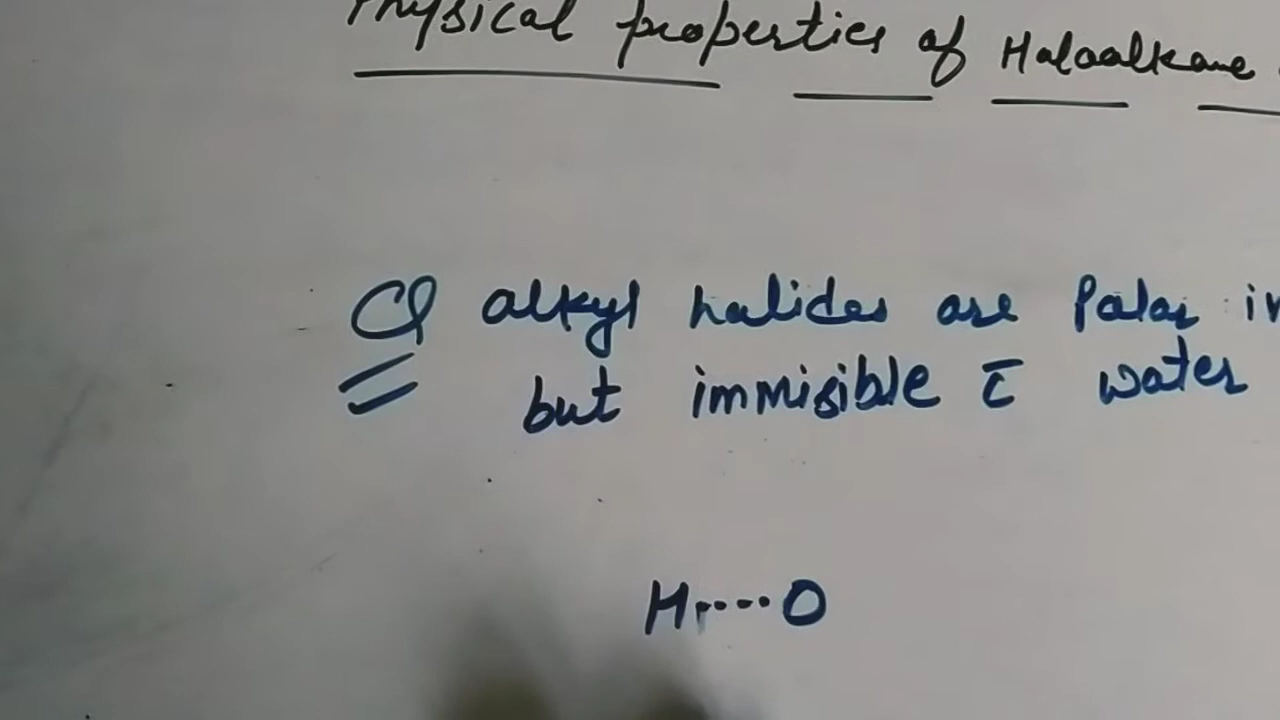 Physical properties of Haloalkane
Q alkyl halides are Polar in
but immisible c̄ water
H.....O